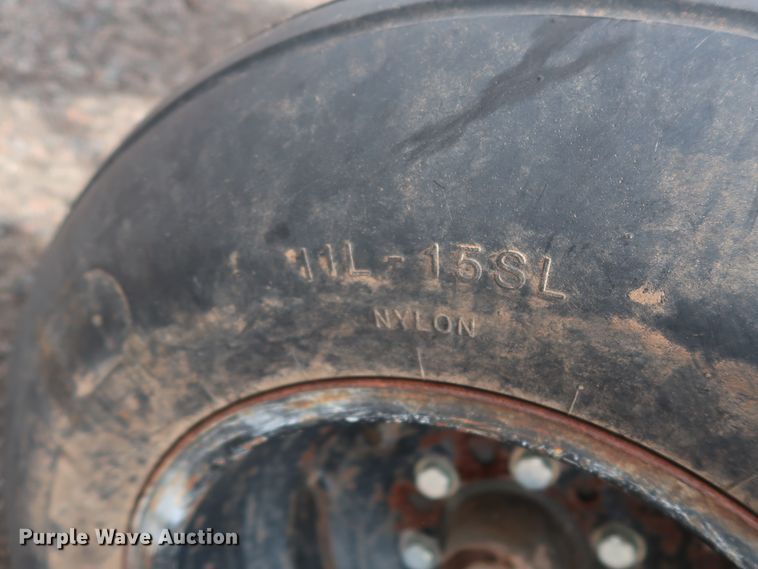 11L-15SL
NYLON
Purple Wave Auction